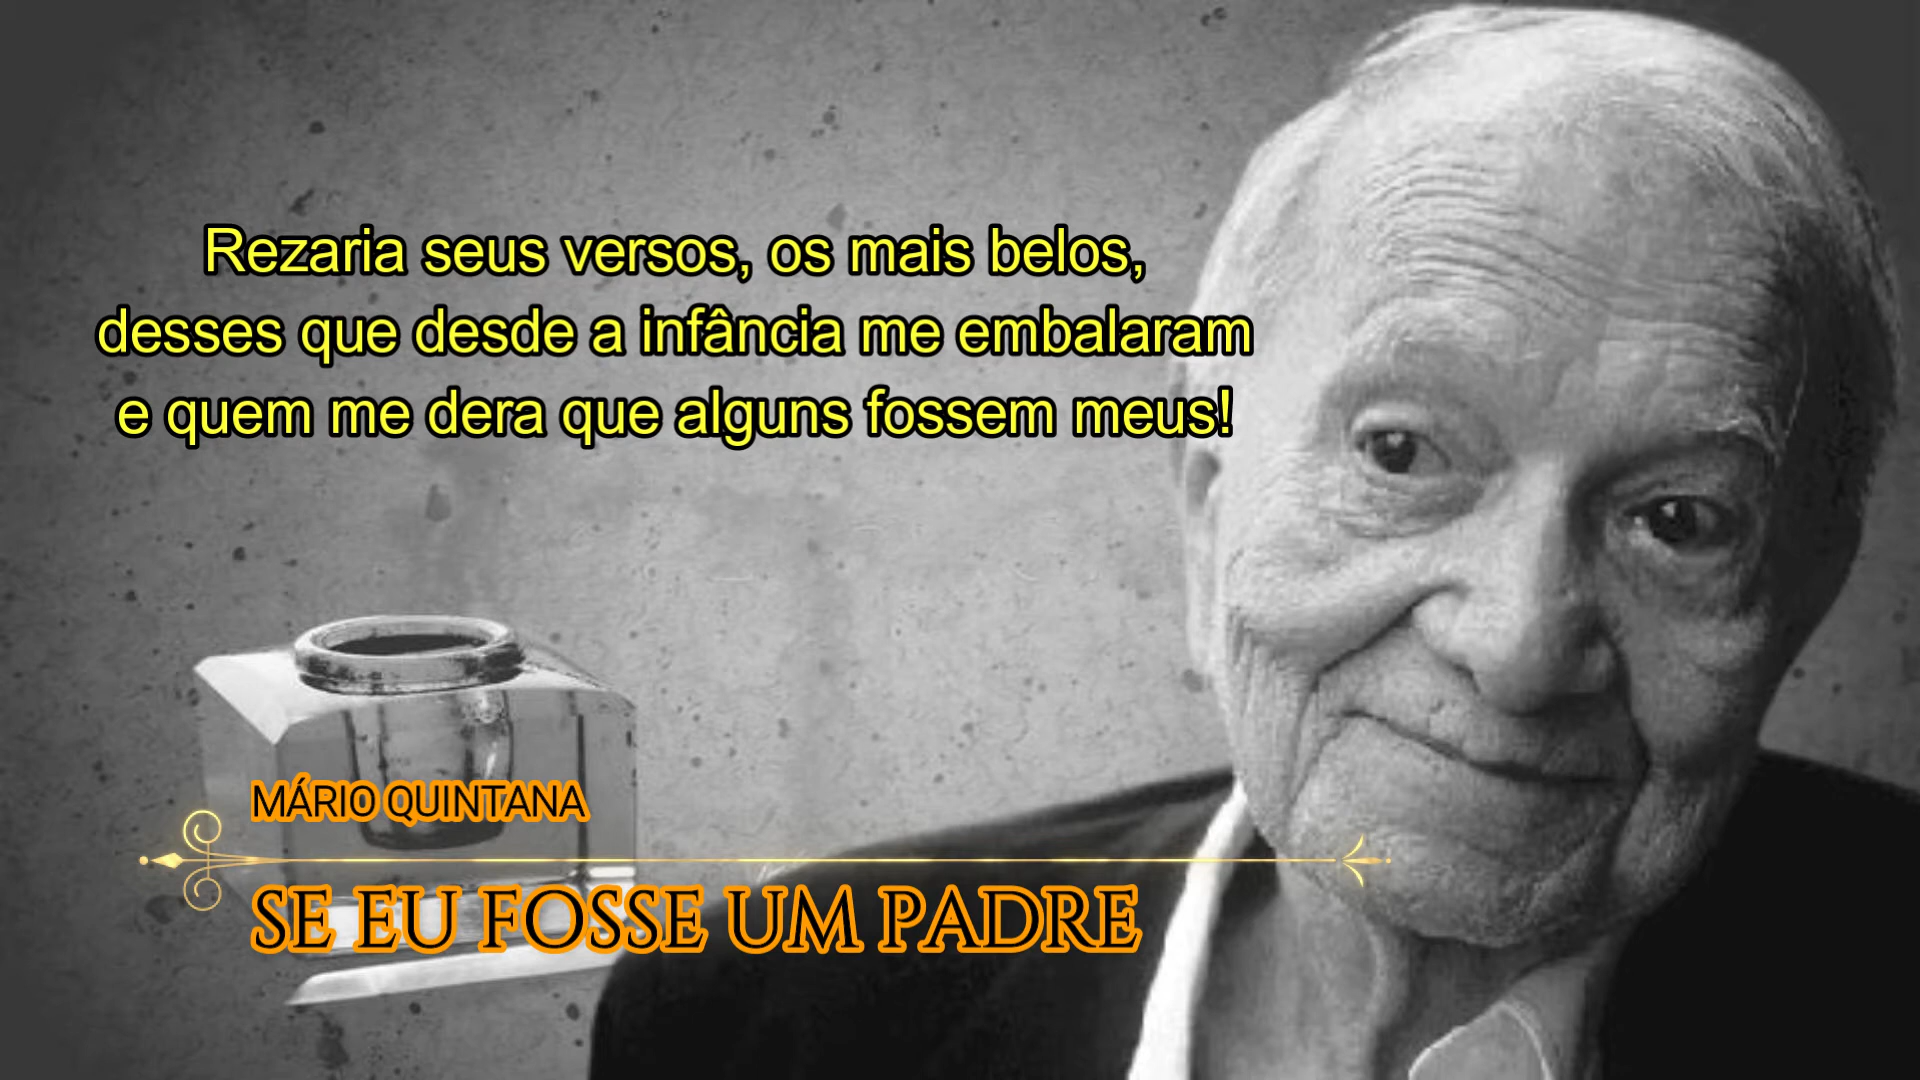 Rezaria seus versos, os mais belos,
desses que desde a infância me embalaram
e quem me dera que alguns fossem meus!
MÁRIO QUINTANA
SE EU FOSSE UM PADRE